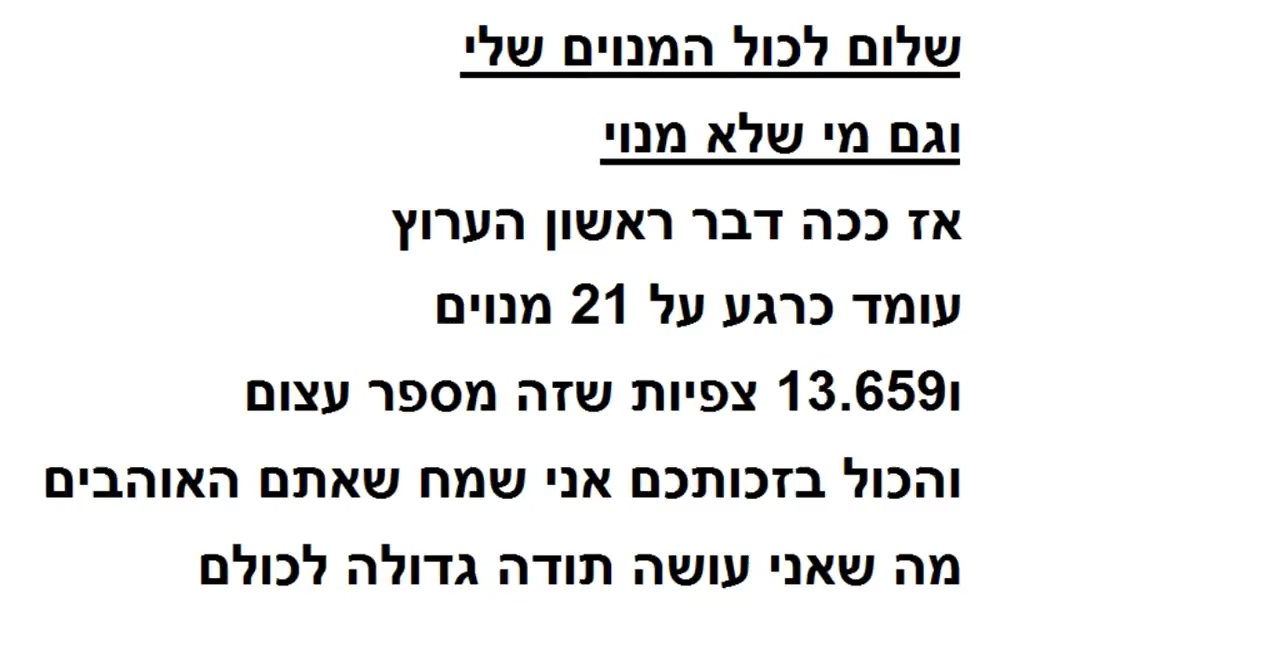 שלום לכול המנוים שלי
וגם מי שלא מנוי
אז ככה דבר ראשון הערוץ
עומד כרגע על 21 מנוים
ו13.659 צפיות שזה מספר עצום
והכול בזכותכם אני שמח שאתם האוהבים
מה שאני עושה תודה גדולה לכולם